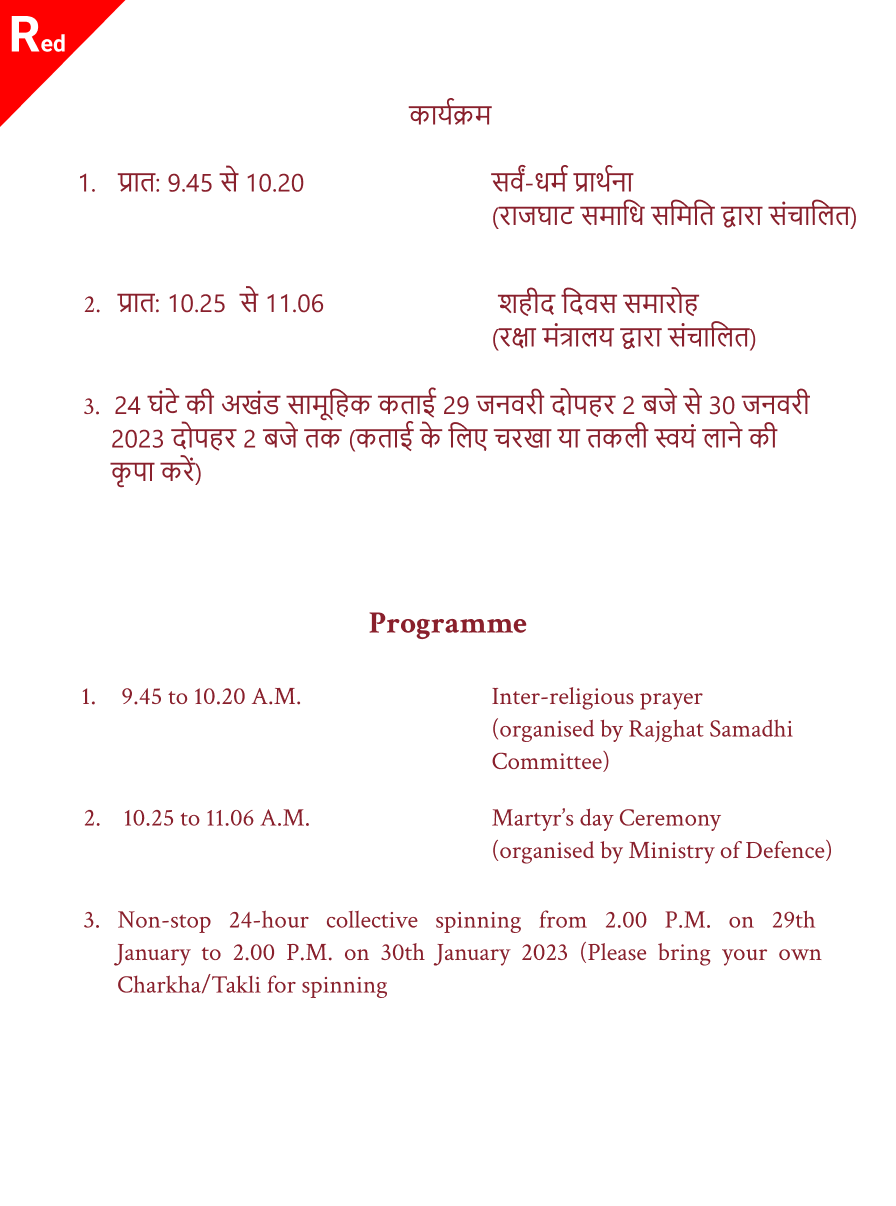 Red
कार्यक्रम
1. प्रात: 9.45 से 10.20 सर्वं-धर्म प्रार्थना
(राजघाट समाधि समिति द्वारा संचालित)
2. प्रात: 10.25 से 11.06 शहीद दिवस समारोह
(रक्षा मंत्रालय द्वारा संचालित)
3. 24 घंटे की अखंड सामूहिक कताई 29 जनवरी दोपहर 2 बजे से 30 जनवरी
2023 दोपहर 2 बजे तक (कताई के लिए चरखा या तकली स्वयं लाने की
कृपा करें)
Programme
1. 9.45 to 10.20 A.M. Inter-religious prayer
(organised by Rajghat Samadhi
Committee)
2. 10.25 to 11.06 A.M. Martyr’s day Ceremony
(organised by Ministry of Defence)
3. Non-stop 24-hour collective spinning from 2.00 P.M. on 29th
January to 2.00 P.M. on 30th January 2023 (Please bring your own
Charkha/Takli for spinning